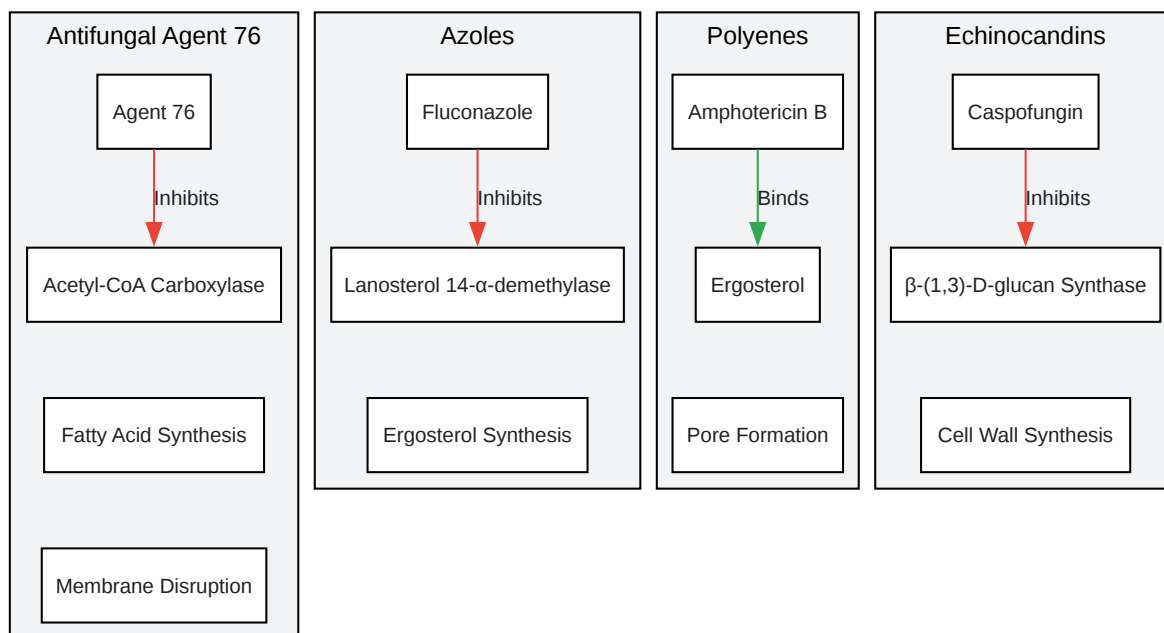 Antifungal Agent 76
Agent 76
Inhibits
Acetyl-CoA Carboxylase
Fatty Acid Synthesis
Membrane Disruption
Azoles
Fluconazole
Inhibits
Lanosterol 14-α-demethylase
Ergosterol Synthesis
Polyenes
Amphotericin B
Binds
Ergosterol
Pore Formation
Echinocandins
Caspofungin
Inhibits
β-(1,3)-D-glucan Synthase
Cell Wall Synthesis